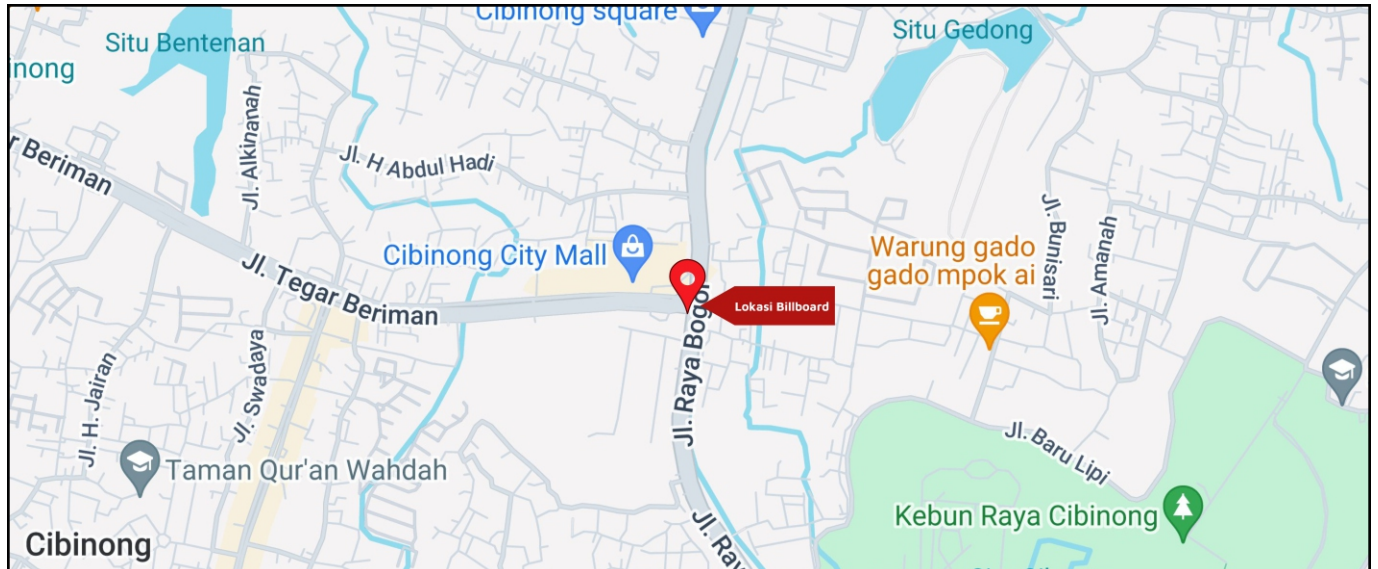 Cibinong square
Situ Bentenan
Situ Gedong
inong
r Beriman
Jl. Alkinanah
Jl. H Abdul Hadi
Cibinong City Mall
Jl. Tegar Beriman
Lokasi Billboard
Jl. Raya Bogor
Warung gado
gado mpok ai
Jl. Bunisari
Jl. Amanah
Jl. H. Jairan
Jl. Swadaya
Taman Qur'an Wahdah
Jl. Baru Lipi
Kebun Raya Cibinong
Jl. Ray
Cibinong